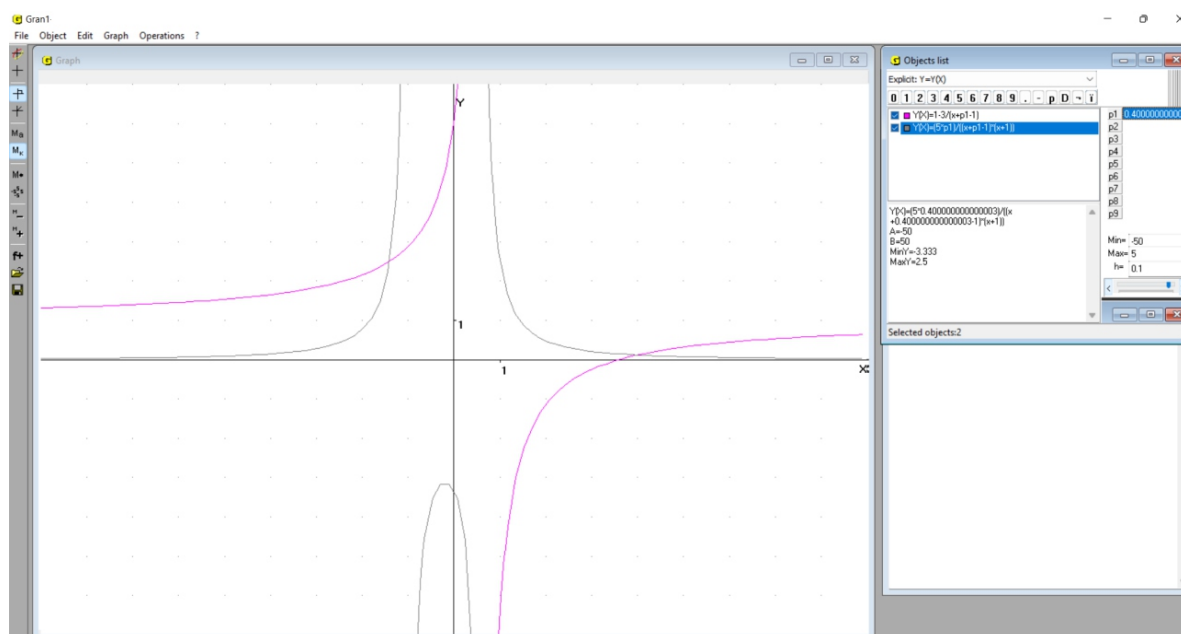 Gran1
File Object Edit Graph Operations ?
Graph
Y
1
1
X
Objects list
Explicit: Y=Y(X)
0 1 2 3 4 5 6 7 8 9 . - p D ¬ ï
Y(X)=1-3/(x+p1-1)
Y(X)=(5*p1)/((x+p1-1)*(x+1))
p1 0.40000000000
p2
p3
p4
p5
p6
p7
p8
p9
Y(X)=(5*0.400000000000003)/((x
+0.400000000000003-1)*(x+1))
A=-50
B=50
MinY=-3.333
MaxY=2.5
Min= -50
Max= 5
h= 0.1
Selected objects:2